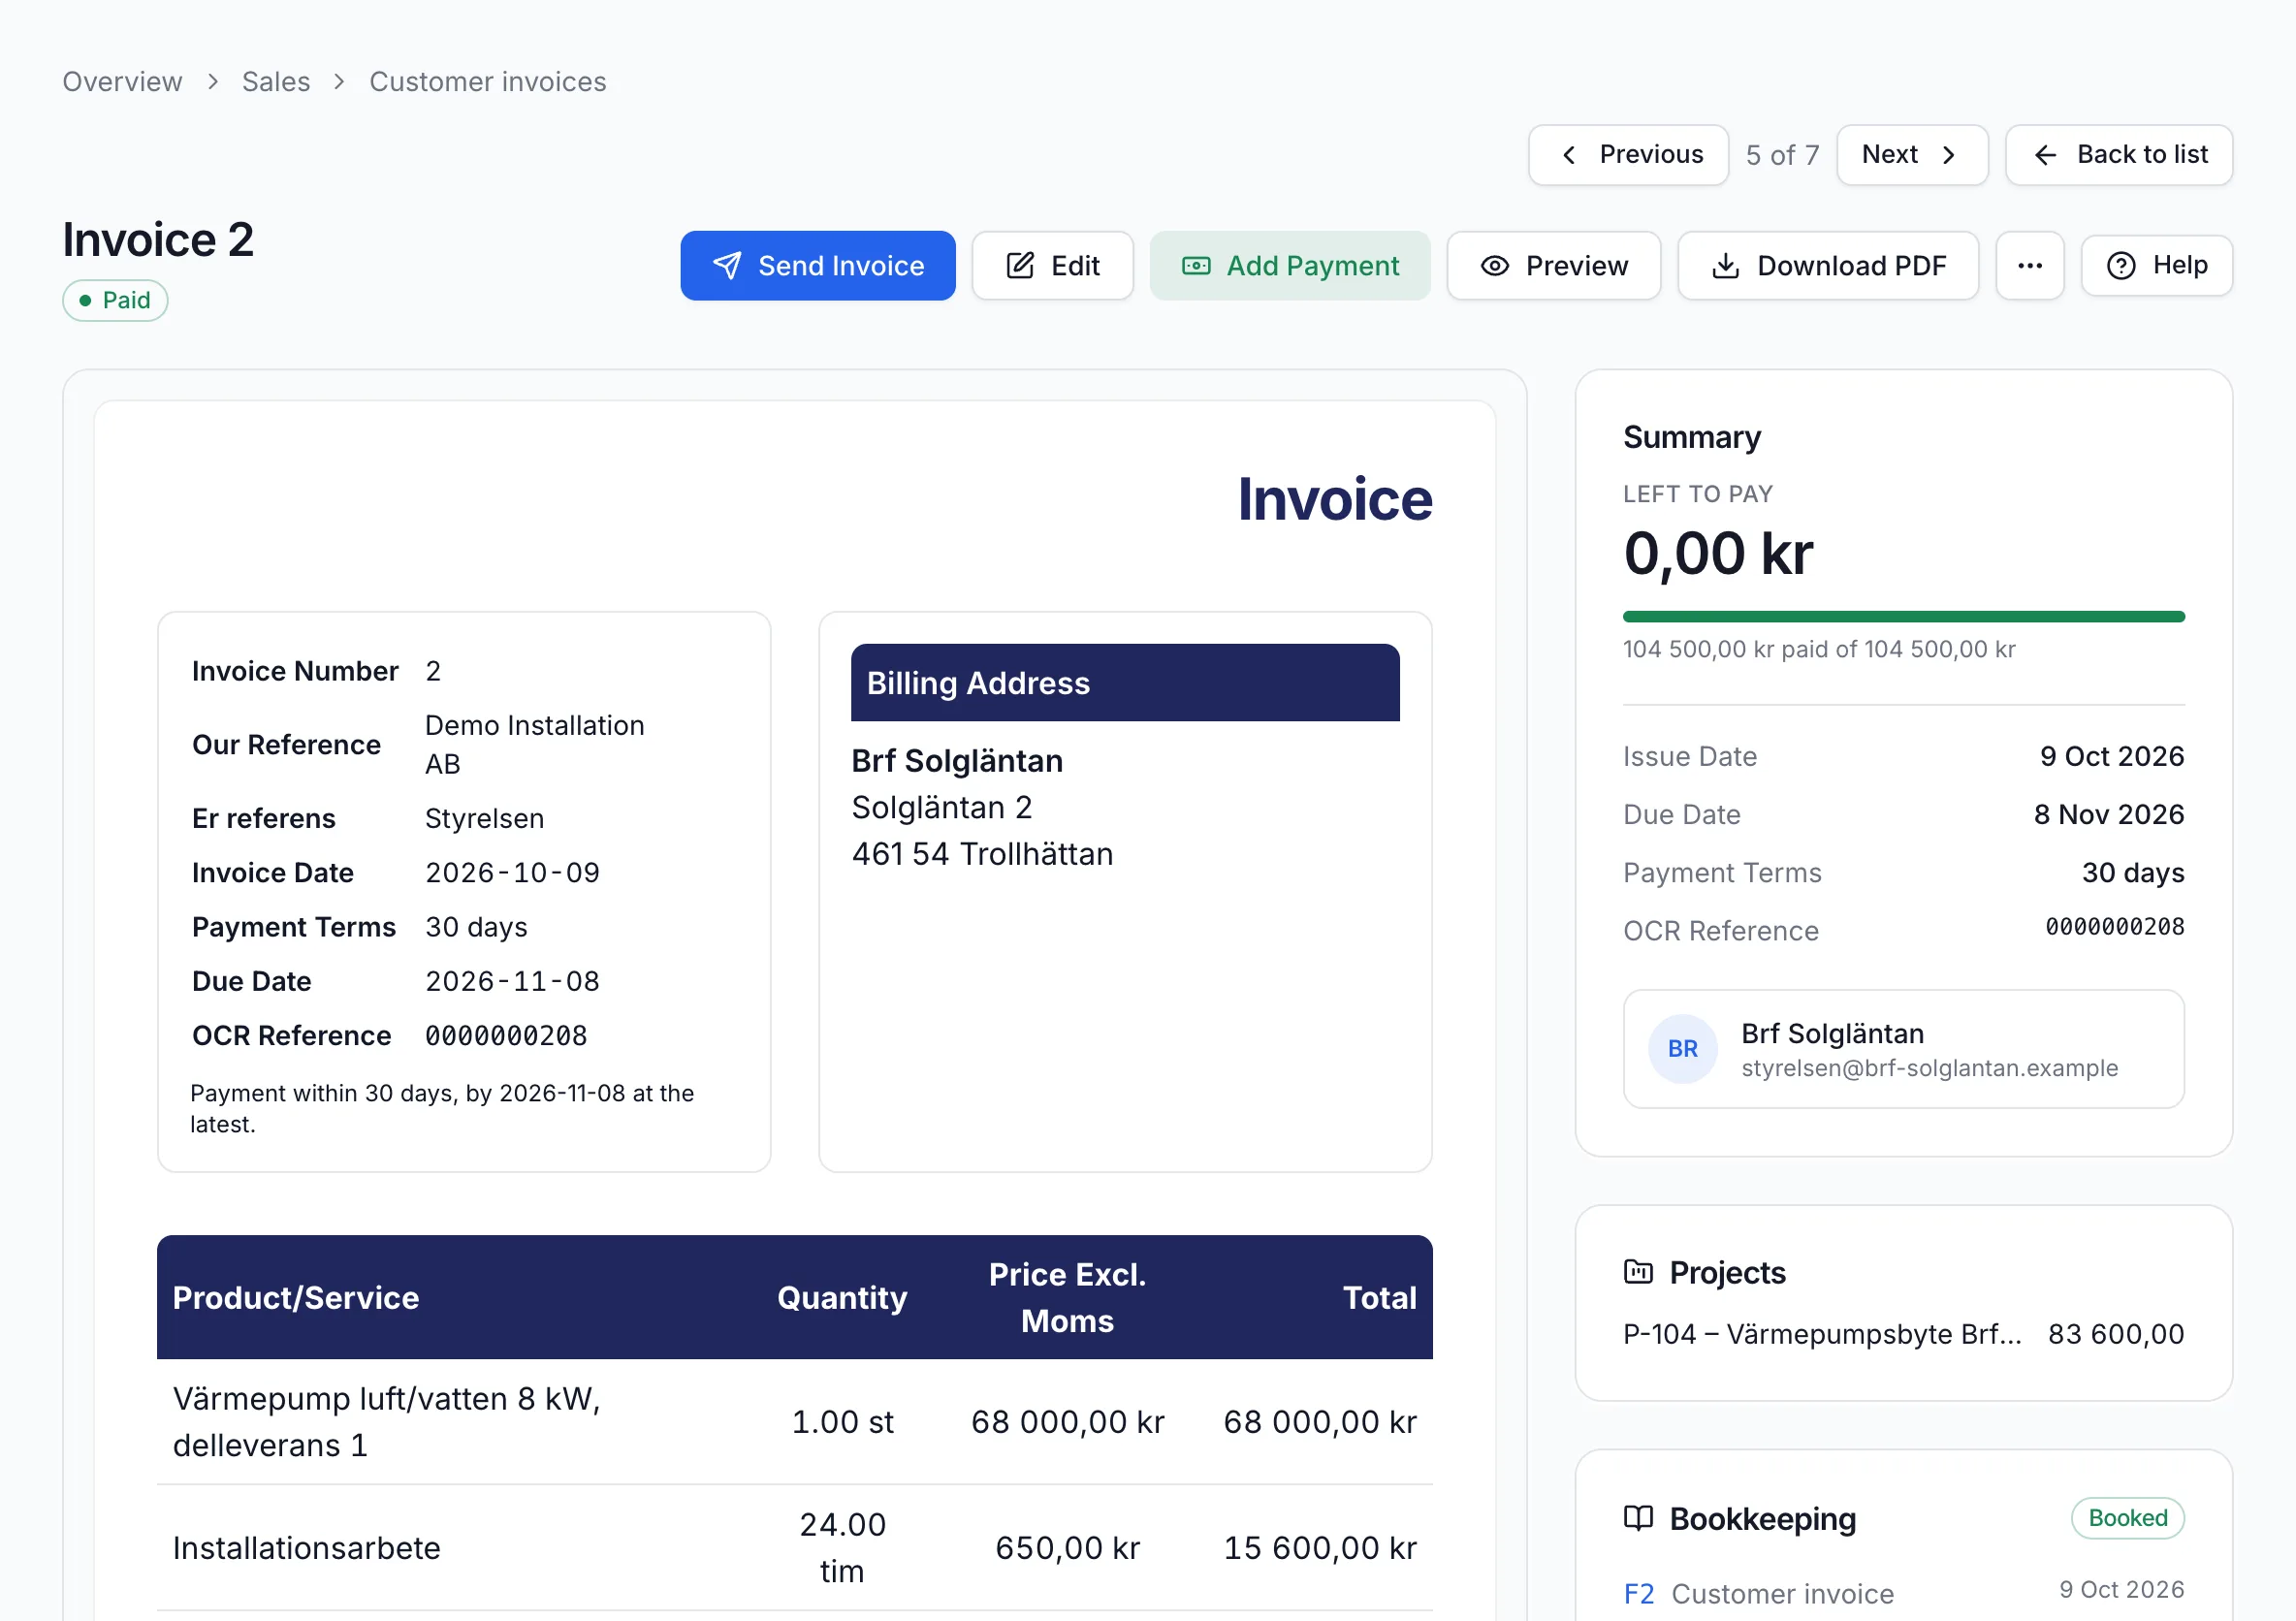 Overview > Sales > Customer invoices
Previous 5 of 7 Next Back to list
Invoice 2
Paid
Send Invoice Edit Add Payment Preview Download PDF ... Help
Invoice
Invoice Number 2
Our Reference Demo Installation
AB
Er referens Styrelsen
Invoice Date 2026-10-09
Payment Terms 30 days
Due Date 2026-11-08
OCR Reference 0000000208
Payment within 30 days, by 2026-11-08 at the
latest.
Billing Address
Brf Solgläntan
Solgläntan 2
461 54 Trollhättan
Product/Service Quantity Price Excl. Moms Total
Värmepump luft/vatten 8 kW,
delleverans 1
1.00 st 68 000,00 kr 68 000,00 kr
Installationsarbete 24.00 tim 650,00 kr 15 600,00 kr
Summary
LEFT TO PAY
0,00 kr
104 500,00 kr paid of 104 500,00 kr
Issue Date 9 Oct 2026
Due Date 8 Nov 2026
Payment Terms 30 days
OCR Reference 0000000208
BR
Brf Solgläntan
styrelsen@brf-solglantan.example
Projects
P-104 – Värmepumpsbyte Brf... 83 600,00
Bookkeeping Booked
F2 Customer invoice 9 Oct 2026